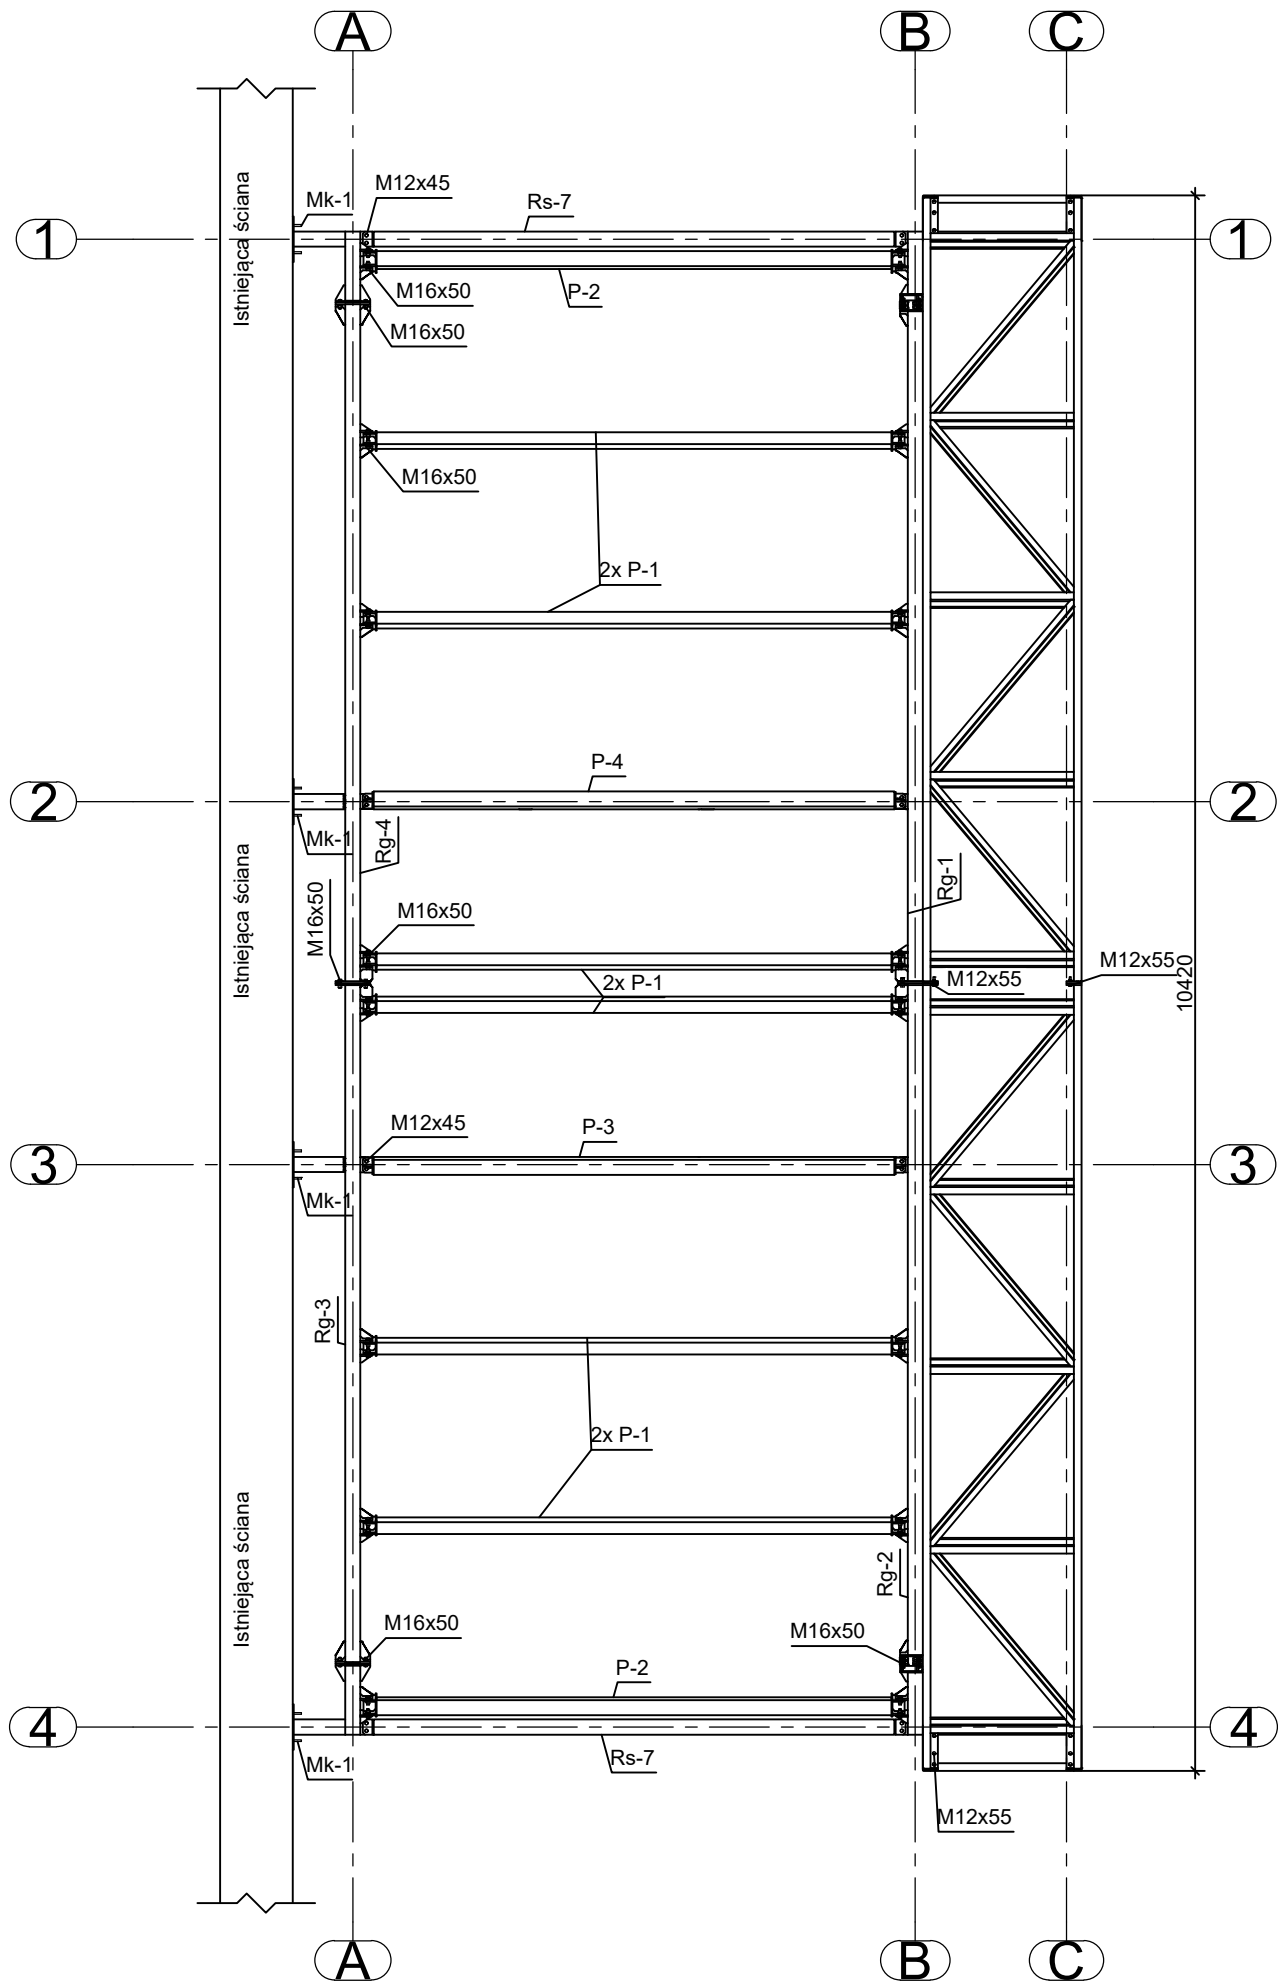 A
B
C
Istniejąca ściana
Mk-1
M12x45
Rs-7
1
1
M16x50
P-2
M16x50
M16x50
2x P-1
P-4
2
2
Mk-1
Rg-4
Istniejąca ściana
M16x50
M16x50
Rg-1
2x P-1
M12x55
M12x55
10420
M12x45
P-3
3
3
Mk-1
Rg-3
2x P-1
Istniejąca ściana
Rg-2
M16x50
M16x50
P-2
4
4
Mk-1
Rs-7
M12x55
A
B
C